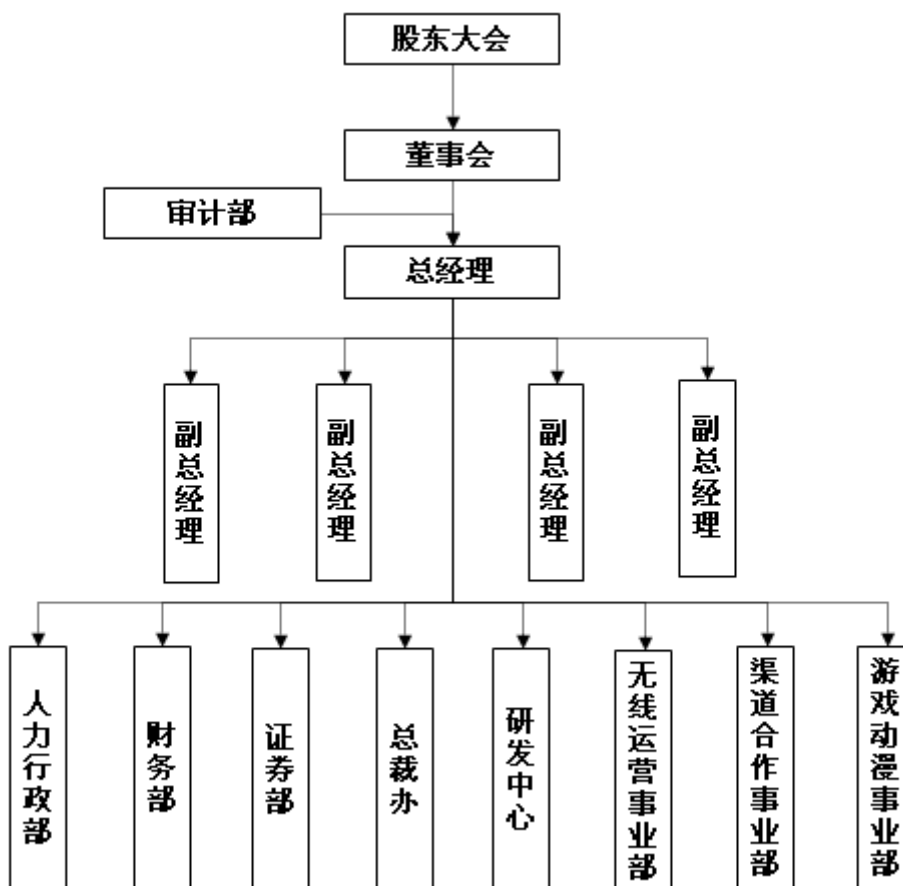 股东大会
董事会
审计部
总经理
副总经理
副总经理
副总经理
副总经理
人力行政部
财务部
证券部
总裁办
研发中心
无线运营事业部
渠道合作事业部
游戏动漫事业部